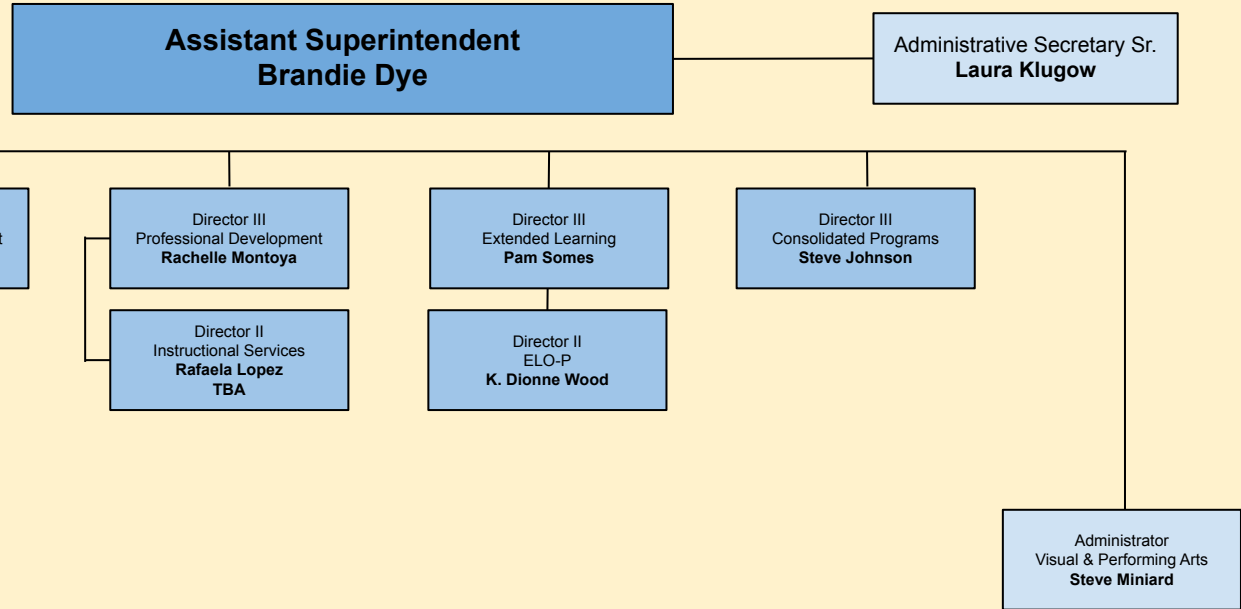 Assistant Superintendent
Brandie Dye
Administrative Secretary Sr.
Laura Klugow
Director III
Professional Development
Rachelle Montoya
Director III
Extended Learning
Pam Somes
Director III
Consolidated Programs
Steve Johnson
Director II
Instructional Services
Rafaela Lopez
TBA
Director II
ELO-P
K. Dionne Wood
Administrator
Visual & Performing Arts
Steve Miniard